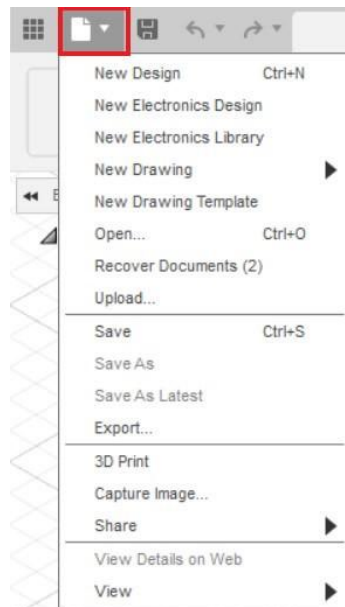 New Design Ctrl+N
New Electronics Design
New Electronics Library
New Drawing
New Drawing Template
Open... Ctrl+O
Recover Documents (2)
Upload...
Save Ctrl+S
Save As
Save As Latest
Export...
3D Print
Capture Image...
Share
View Details on Web
View